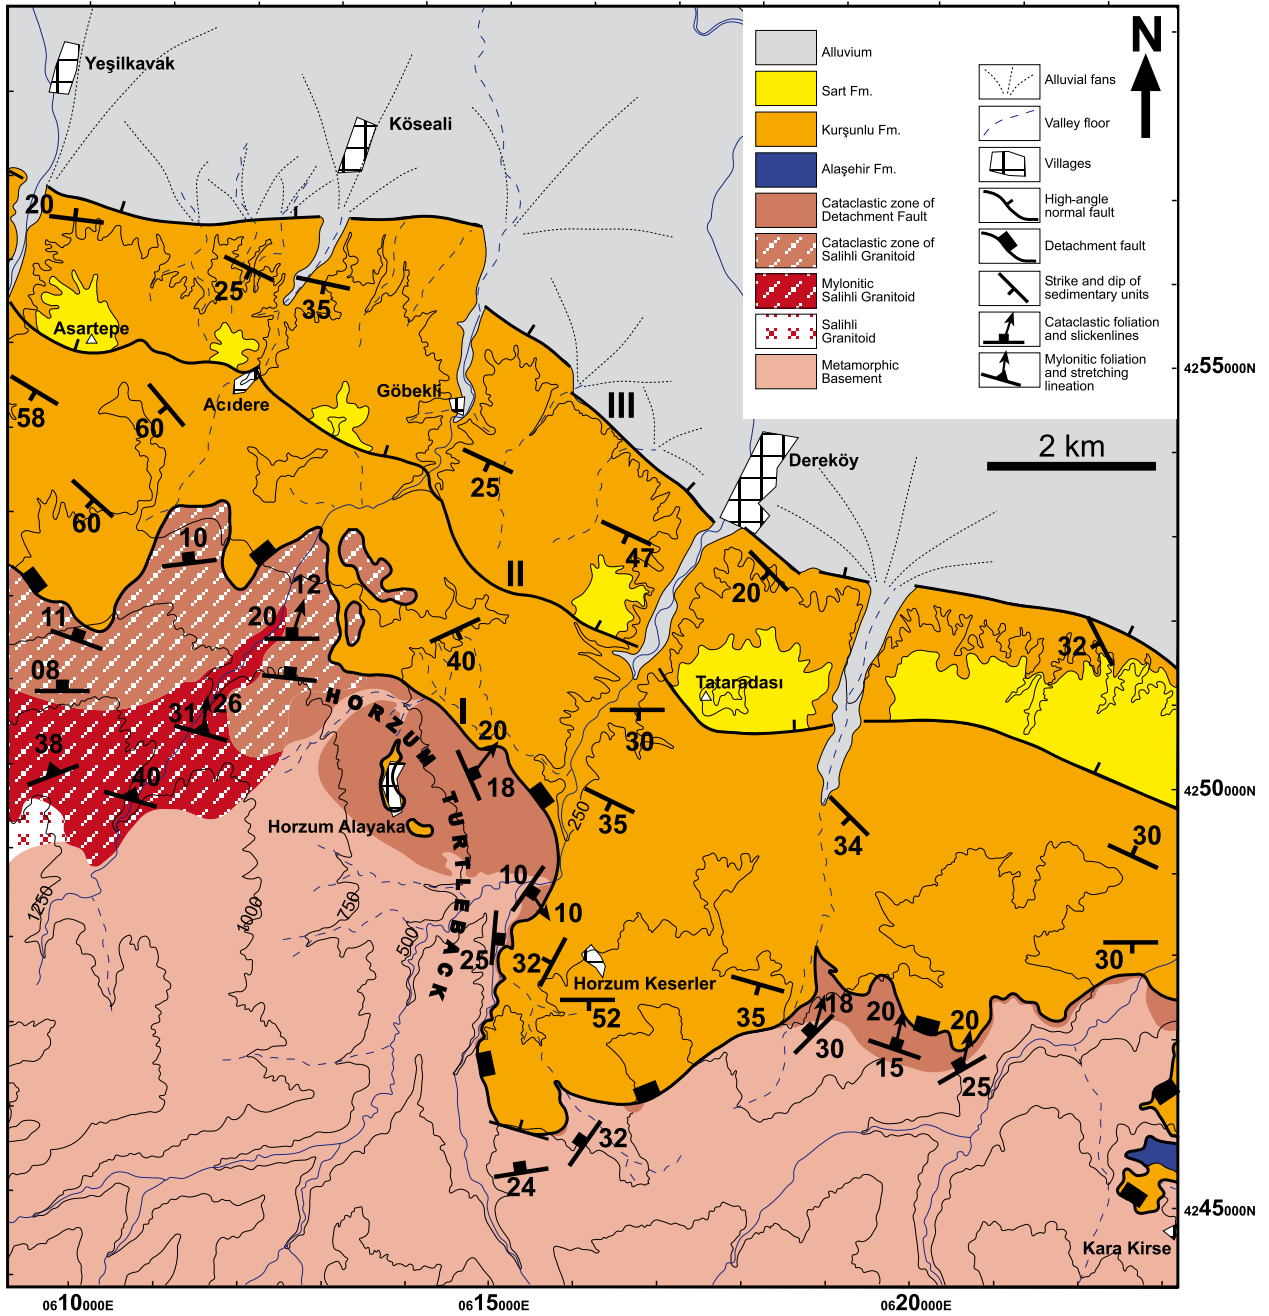 Yeşilkavak
Köseali
N
Alluvium
Sart Fm.
Kurşunlu Fm.
Alaşehir Fm.
Cataclastic zone of
Detachment Fault
Cataclastic zone of
Salihli Granitoid
Mylonitic
Salihli Granitoid
Salihli
Granitoid
Metamorphic
Basement
Alluvial fans
Valley floor
Villages
High-angle
normal fault
Detachment fault
Strike and dip of
sedimentary units
Cataclastic foliation
and slickenlines
Mylonitic foliation
and stretching
lineation
4255000N
2 km
20
25
35
Asartepe
Acıdere
Göbekli
58
60
III
25
Dereköy
60
10
47
II
20
12
11
20
40
32
08
HORZUM TURTLEBACK
Tataradası
31
26
I
20
30
38
40
18
4250000N
250
35
Horzum Alayaka
34
30
10
10
1250
1000
750
500
25
32
30
Horzum Keserler
52
35
18
30
20
15
20
25
32
24
4245000N
Kara Kirse
0610000E
0615000E
0620000E